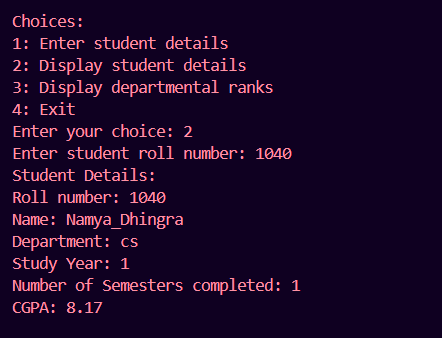 Choices:
1: Enter student details
2: Display student details
3: Display departmental ranks
4: Exit
Enter your choice: 2
Enter student roll number: 1040
Student Details:
Roll number: 1040
Name: Namya_Dhingra
Department: cs
Study Year: 1
Number of Semesters completed: 1
CGPA: 8.17